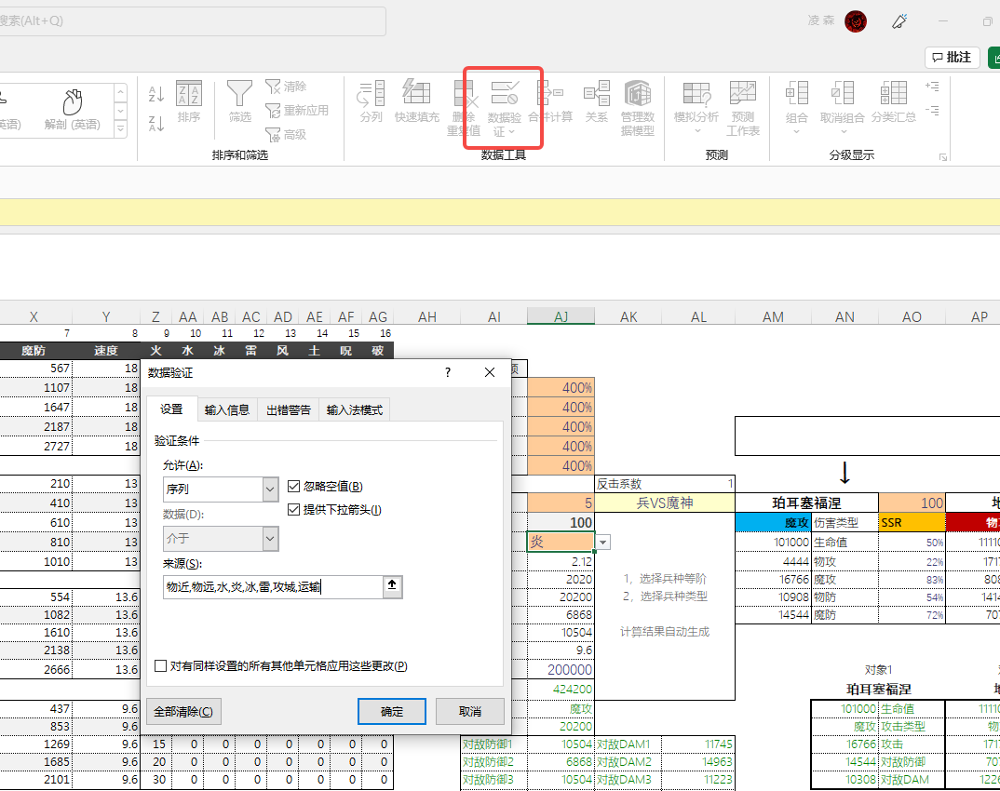 搜索(Alt+Q)
凌 森
批注
英语)
解剖 (英语)
排序
筛选
清除
重新应用
高级
排序和筛选
分列
快速填充
删除
重复值
数据验
证
合并计算
关系
管理数
据模型
数据工具
模拟分析
预测
工作表
预测
组合
取消组合
分类汇总
分级显示
X Y Z AA AB AC AD AE AF AG AH AI AJ AK AL AM AN AO AP
7 8 9 10 11 12 13 14 15 16
魔防 速度 火 水 冰 雷 风 土 呪 破
567 18
1107 18 400%
1647 18 400%
2187 18 400%
2727 18 400%
400%
210 13 反击系数 1
410 13 5 兵VS魔神 珀耳塞福涅 100
610 13 100 魔攻 伤害类型 SSR 物
810 13 炎 101000 生命值 50% 11110
1010 13 2.12 4444 物攻 22% 1717
2020 1，选择兵种等阶 16766 魔攻 83% 808
554 13.6 20200 2，选择兵种类型 10908 物防 54% 1414
1082 13.6 6868 14544 魔防 72% 707
1610 13.6 10504 计算结果自动生成
2138 13.6 9.6
2666 13.6 200000 对象1
424200 珀耳塞福涅
437 9.6 魔攻 101000 生命值 11110
853 9.6 20200 魔攻 攻击类型 物
1269 9.6 15 0 0 0 0 0 0 0 对敌防御1 10504 对敌DAM1 11745 16766 攻击 1717
1685 9.6 20 0 0 0 0 0 0 0 对敌防御2 6868 对敌DAM2 14963 14544 对敌防御 707
2101 9.6 30 0 0 0 0 0 0 0 对敌防御3 10504 对敌DAM3 11223 10308 对敌DAM 1226
数据验证
?
设置 输入信息 出错警告 输入法模式
验证条件
允许(A):
序列
忽略空值(B)
数据(D):
提供下拉箭头(I)
介于
来源(S):
物近,物远,水,炎,冰,雷,攻城,运输
对有同样设置的所有其他单元格应用这些更改(P)
全部清除(C) 确定 取消